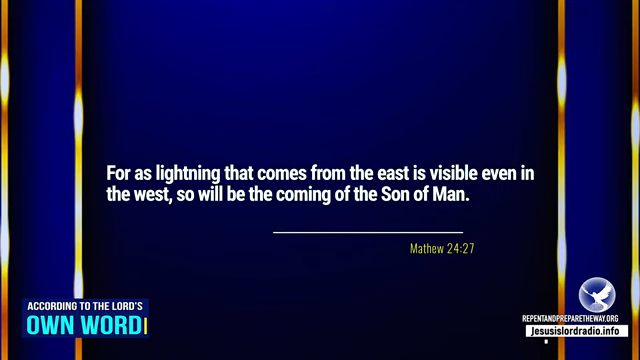 For as lightning that comes from the east is visible even in
the west, so will be the coming of the Son of Man.
Mathew 24:27
ACCORDING TO THE LORD'S
OWN WORD
REPENTANDPREPARETHEWAY.ORG
Jesusislordradio.info